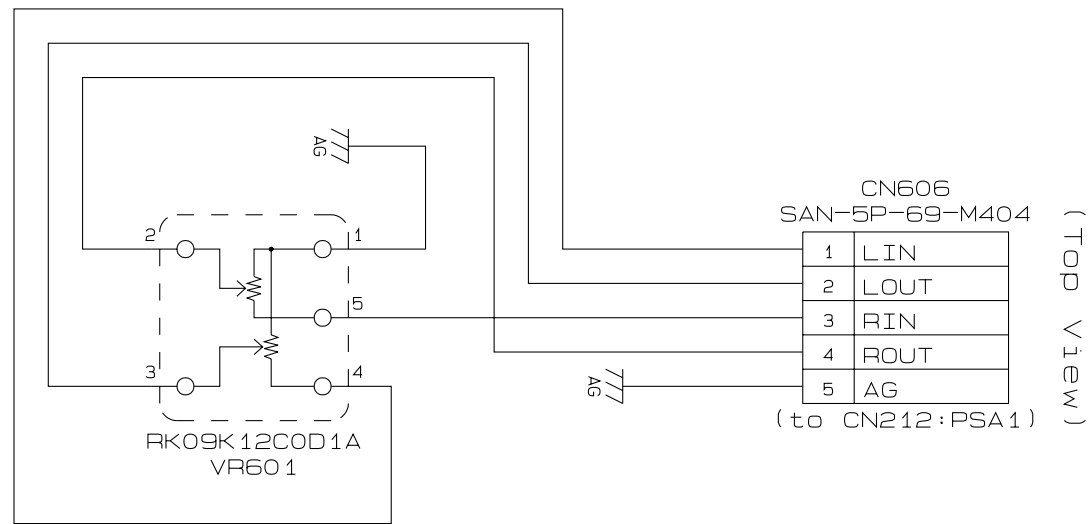 AG
2
1
5
3
4
RK09K12C0D1A
VR601
CN606
SAN-5P-69-M404
1 LIN
2 LOUT
3 RIN
4 ROUT
5 AG
AG
(to CN212:PSA1)
(Top View)